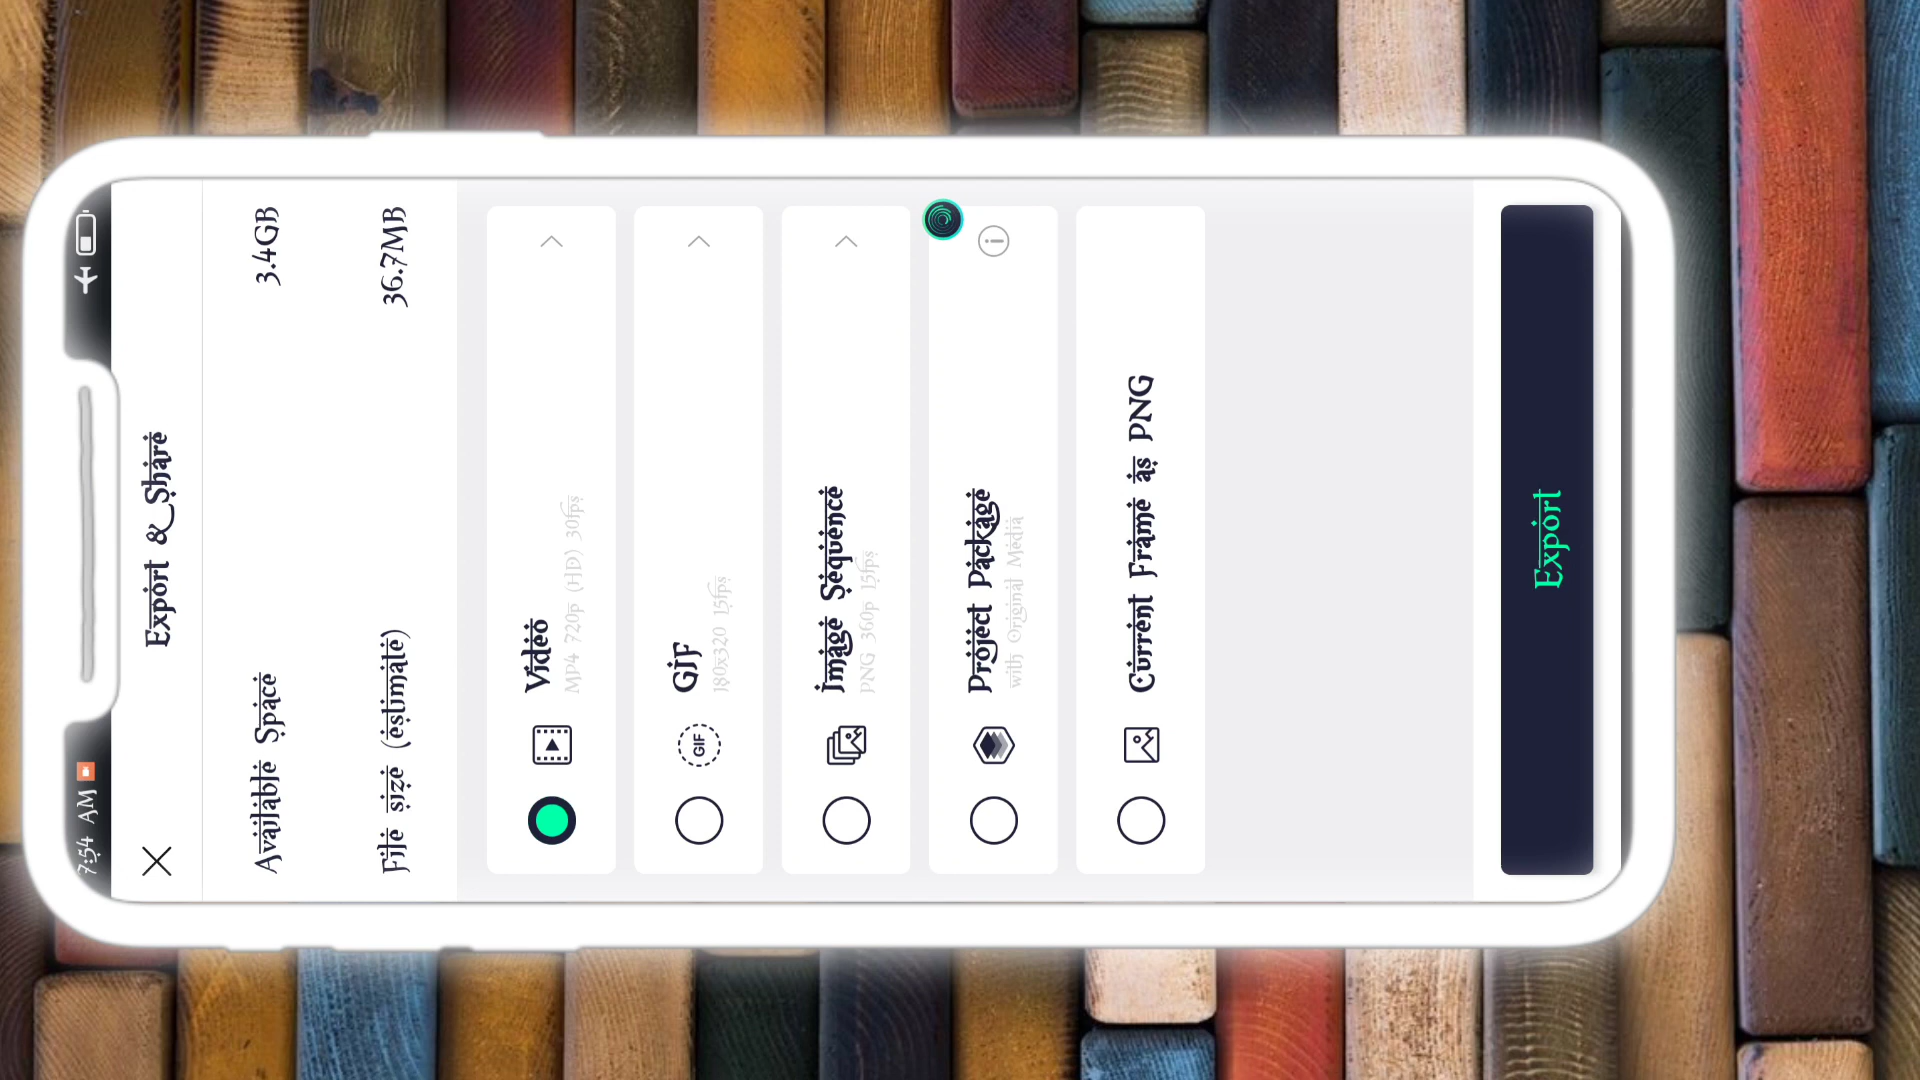 7:54 AM
Export & Share
Available Space 3.4GB
File size (estimate) 36.7MB
Video
MP4 720p (HD) 30fps
GIF
GIF
180x320 15fps
Image Sequence
PNG 360p 15fps
Project Package
with Original Media
Current Frame as PNG
Export